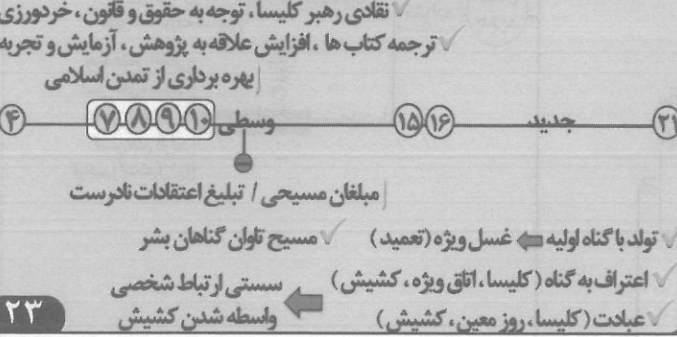 ✓ نقادی رهبر کلیسا، توجه به حقوق و قانون، خردورزی
✓ ترجمه کتاب ها، افزایش علاقه به پژوهش، آزمایش و تجربه
بهره برداری از تمدن اسلامی
۲۱ جدید ۱۶ ۱۵ وسطی ۱۰ ۹ ۸ ۷ ۴
مبلغان مسیحی / تبلیغ اعتقادات نادرست
✓ تولد با گناه اولیه ← غسل ویژه (تعمید) ✓ مسیح تاوان گناهان بشر
✓ اعتراف به گناه (کلیسا، اتاق ویژه، کشیش) سستی ارتباط شخصی
✓ عبادت (کلیسا، روز معین، کشیش) ← واسطه شدن کشیش
۲۳